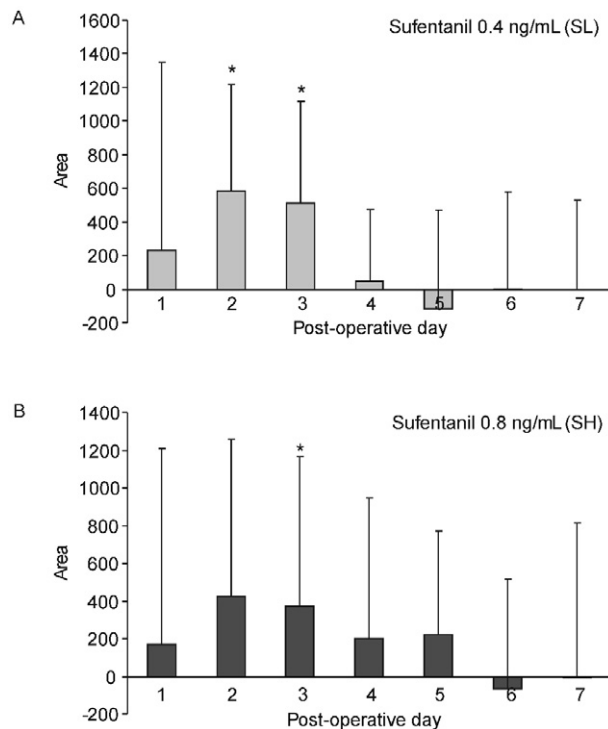 A
Sufentanil 0.4 ng/mL (SL)
1600
1400
1200
1000
800
600
400
200
0
-200
Area
* *
1 2 3 4 5 6 7
Post-operative day
B
Sufentanil 0.8 ng/mL (SH)
1400
1200
1000
800
600
400
200
0
-200
Area
*
1 2 3 4 5 6 7
Post-operative day